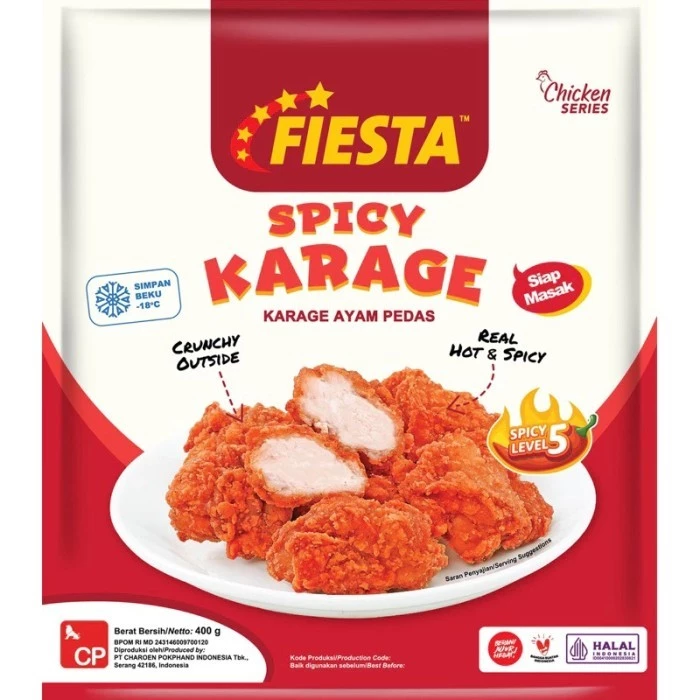 Chicken
SERIES
FIESTA™
SPICY
KARAGE
KARAGE AYAM PEDAS
SIMPAN
BEKU
-18°C
Siap
Masak
CRUNCHY
OUTSIDE
REAL
HOT & SPICY
SPICY
LEVEL 5
Saran Penyajian/Serving Suggestions
CP
Berat Bersih/Netto: 400 g
BPOM RI MD 243146009700120
Diproduksi oleh/Produced by:
PT CHAROEN POKPHAND INDONESIA Tbk.,
Serang 42186, Indonesia
Kode Produksi/Production Code:
Baik digunakan sebelum/Best Before:
HALAL
INDONESIA